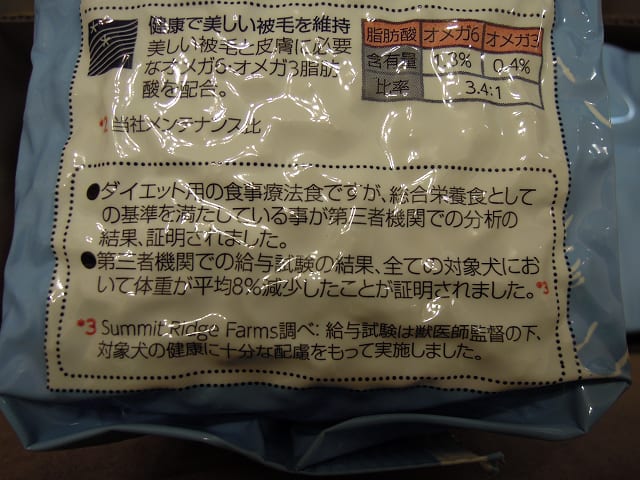 健康で美しい被毛を維持
美しい被毛と皮膚に必要
なオメガ6・オメガ3脂肪
酸を配合。
脂肪酸 オメガ6 オメガ3
含有量 1.3% 0.4%
比率 3.4:1
*2 当社メンテナンス比
●ダイエット用の食事療法食ですが、総合栄養食として
の基準を満たしている事が第三者機関での分析の
結果、証明されました。
●第三者機関での給与試験の結果、全ての対象犬にお
いて体重が平均8%減少したことが証明されました。*3
*3 Summit Ridge Farms調べ：給与試験は獣医師監督の下、
対象犬の健康に十分な配慮をもって実施しました。